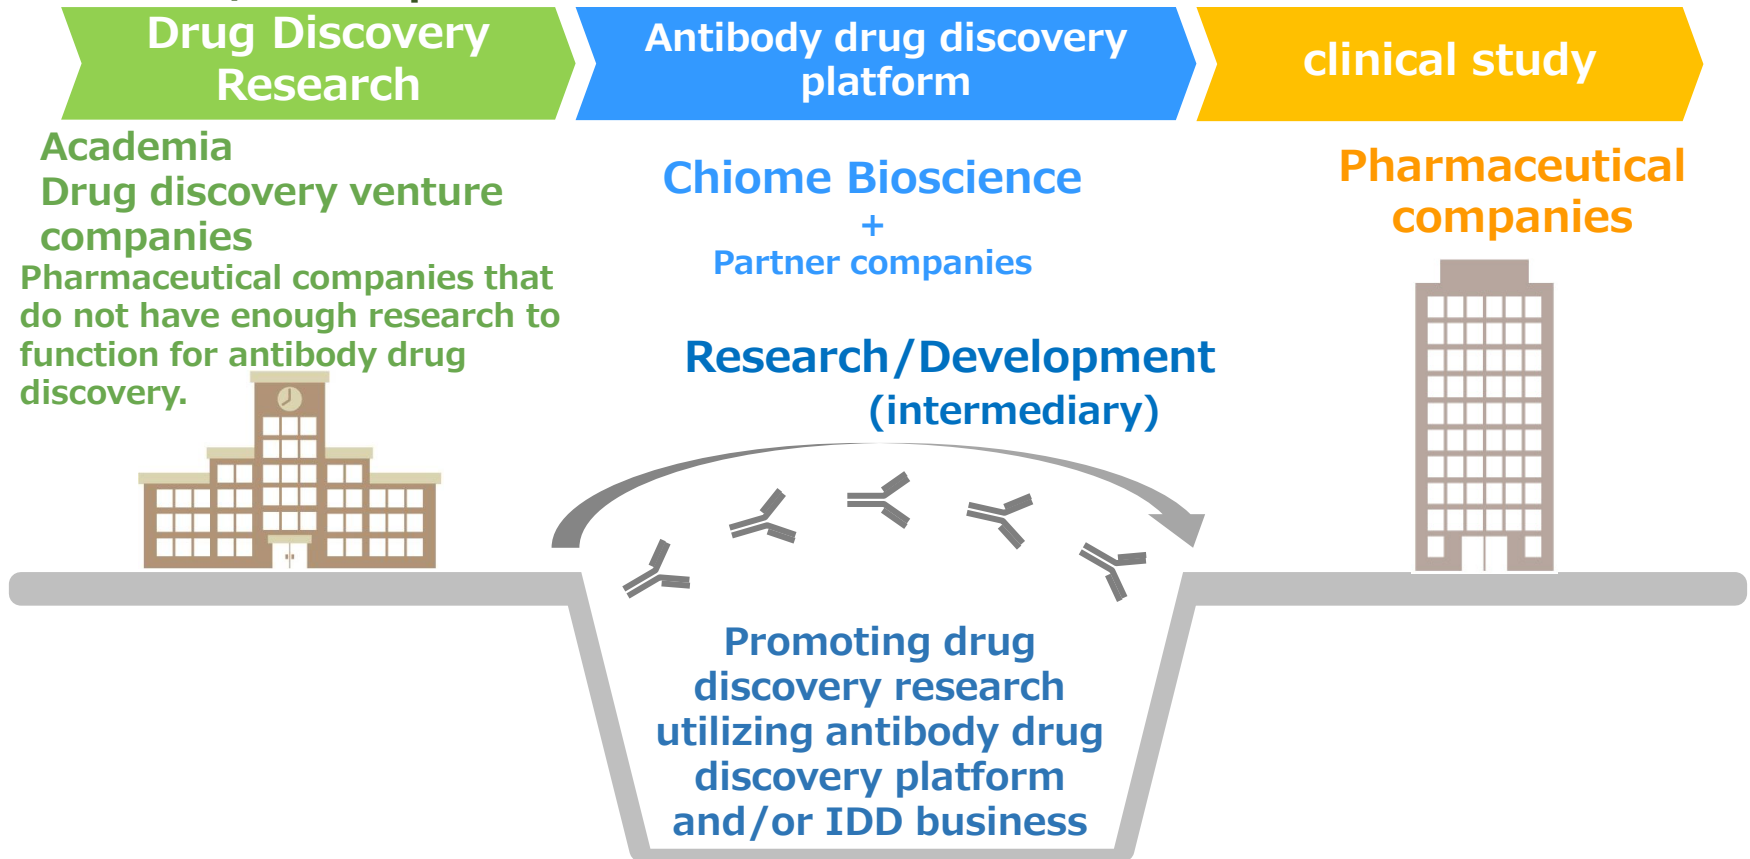 Drug Discovery
Research
Antibody drug discovery
platform
clinical study
Academia
Drug discovery venture
companies
Pharmaceutical companies that
do not have enough research to
function for antibody drug
discovery.
Chiome Bioscience
+
Partner companies
Research/Development
(intermediary)
Pharmaceutical
companies
Promoting drug
discovery research
utilizing antibody drug
discovery platform
and/or IDD business